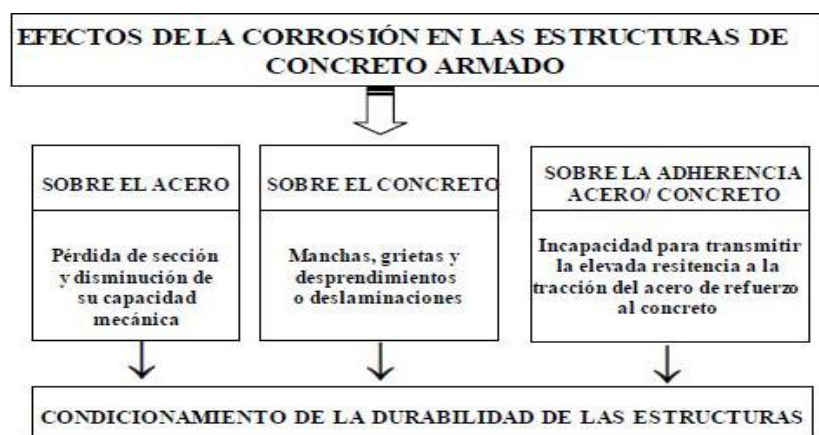 EFECTOS DE LA CORROSIÓN EN LAS ESTRUCTURAS DE
CONCRETO ARMADO
SOBRE EL ACERO
Pérdida de sección
y disminución de
su capacidad
mecánica
SOBRE EL CONCRETO
Manchas, grietas y
desprendimientos
o deslaminaciones
SOBRE LA ADHERENCIA
ACERO/ CONCRETO
Incapacidad para transmitir
la elevada resitencia a la
tracción del acero de refuerzo
al concreto
CONDICIONAMIENTO DE LA DURABILIDAD DE LAS ESTRUCTURAS